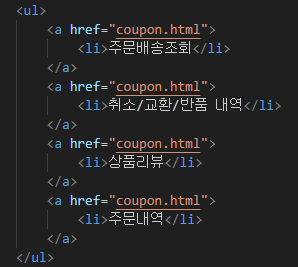 <ul>
<a href="coupon.html">
<li>주문배송조회</li>
</a>
<a href="coupon.html">
<li>취소/교환/반품 내역</li>
</a>
<a href="coupon.html">
<li>상품리뷰</li>
</a>
<a href="coupon.html">
<li>주문내역</li>
</a>
</ul>